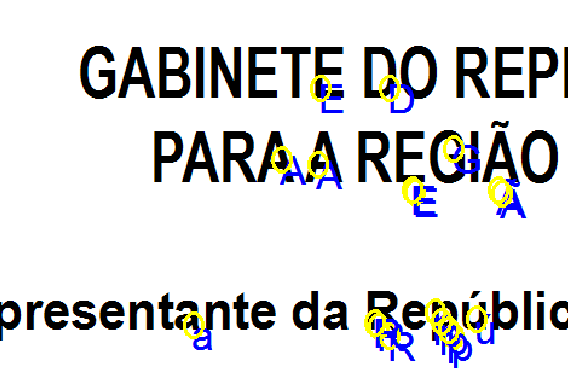 GABINETE DO REP
PARA A REGIÃO
E D
A A G
E Ã
presentante da Repúblic
a R p u